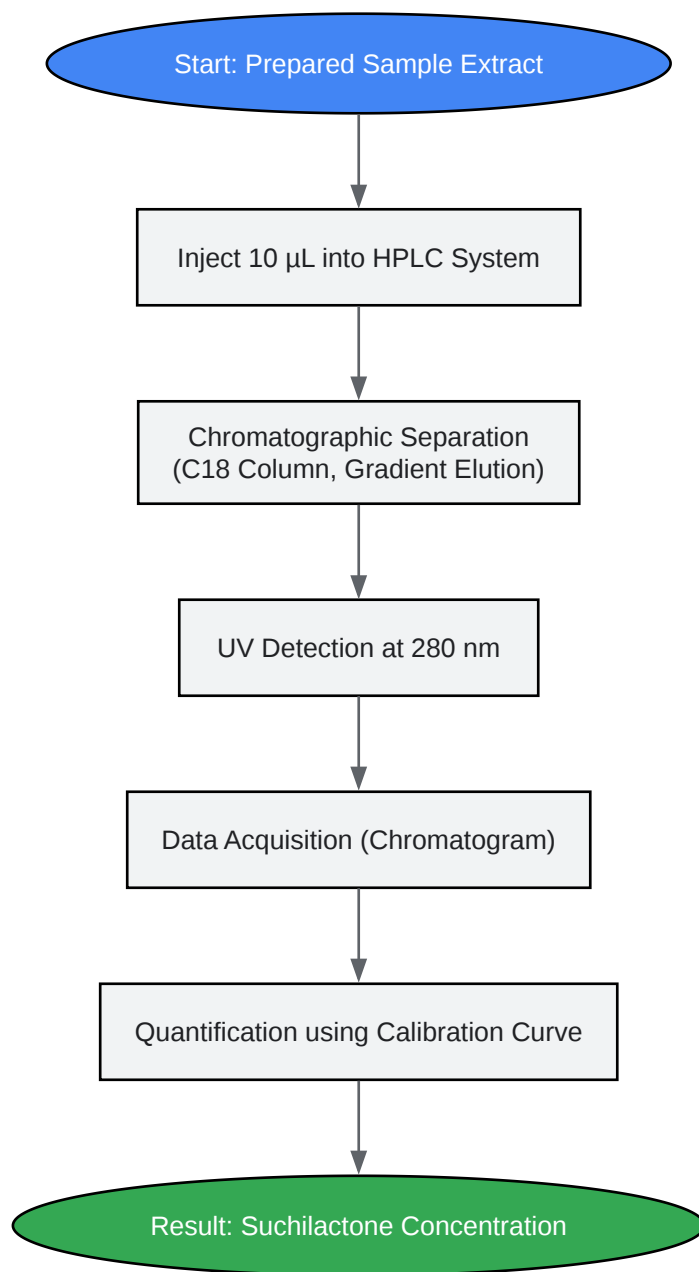 Start: Prepared Sample Extract
Inject 10 µL into HPLC System
Chromatographic Separation
(C18 Column, Gradient Elution)
UV Detection at 280 nm
Data Acquisition (Chromatogram)
Quantification using Calibration Curve
Result: Suchilactone Concentration